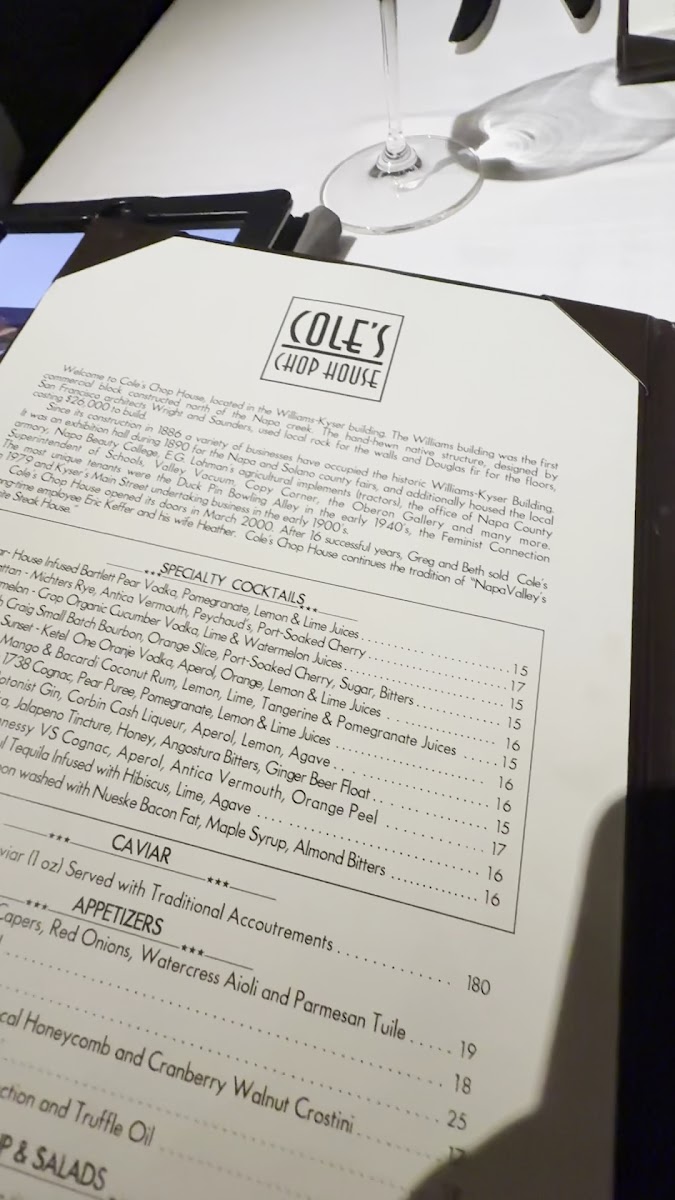 COLE'S
CHOP HOUSE
Welcome to Cole's Chop House, located in the Williams-Kyser building. The Williams building was the first
commercial block constructed north of the Napa creek. The hand-hewn native structure, designed by
San Francisco architects Wright and Saunders, used local rock for the walls and Douglas fir for the floors,
costing $26,000 to build.
Since its construction in 1886 a variety of businesses have occupied the historic Williams-Kyser Building.
It was an exhibition hall during 1890 for the Napa and Solano county fairs, and additionally housed the local
armory, Napa Beauty College, E.G. Lohman's agricultural implements (tractors), the office of Napa County
Superintendent of Schools, Valley Vacuum, Copy Corner, the Oberon Gallery and many more.
The most unique tenants were the Duck Pin Bowling Alley in the early 1940's, the Feminist Connection
1979 and Kyser's Main Street undertaking business in the early 1900's.
Cole's Chop House opened its doors in March 2000. After 16 successful years, Greg and Beth sold Cole's
long-time employee Eric Keffer and his wife Heather. Cole's Chop House continues the tradition of "Napa Valley's
Steak House."
SPECIALTY COCKTAILS
House Infused Bartlett Pear Vodka, Pomegranate, Lemon & Lime Juices 15
Michters Rye, Antica Vermouth, Peychaud's, Port-Soaked Cherry 17
Crop Organic Cucumber Vodka, Lime & Watermelon Juices 15
Craig Small Batch Bourbon, Orange Slice, Port-Soaked Cherry, Sugar, Bitters 15
Sunset - Ketel One Oranje Vodka, Aperol, Orange, Lemon & Lime Juices 16
Mango & Bacardi Coconut Rum, Lemon, Lime, Tangerine & Pomegranate Juices 15
1738 Cognac, Pear Puree, Pomegranate, Lemon & Lime Juices 16
Gin, Corbin Cash Liqueur, Aperol, Lemon, Agave 16
Jalapeno Tincture, Honey, Angostura Bitters, Ginger Beer Float 15
VS Cognac, Aperol, Antica Vermouth, Orange Peel 17
Tequila Infused with Hibiscus, Lime, Agave 16
washed with Nueske Bacon Fat, Maple Syrup, Almond Bitters 16
CAVIAR
(1 oz) Served with Traditional Accoutrements 180
APPETIZERS
Capers, Red Onions, Watercress Aioli and Parmesan Tuile 19
18
25
Honeycomb and Cranberry Walnut Crostini 17
and Truffle Oil
& SALADS